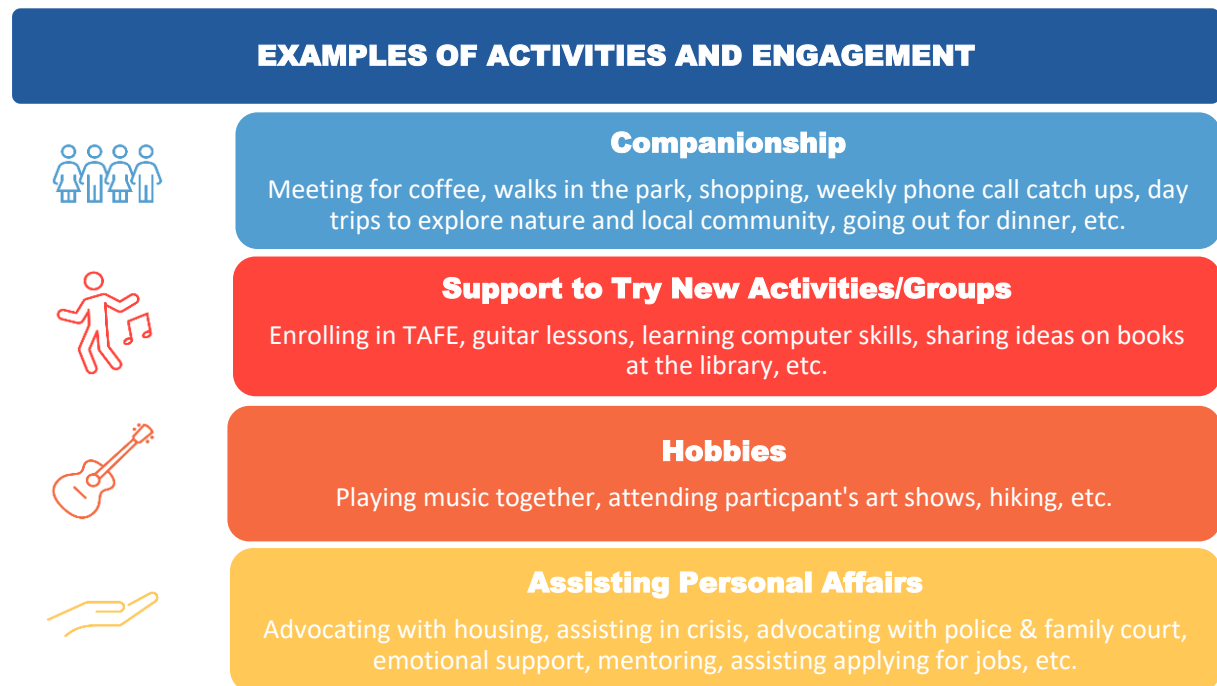 EXAMPLES OF ACTIVITIES AND ENGAGEMENT
Companionship
Meeting for coffee, walks in the park, shopping, weekly phone call catch ups, day
trips to explore nature and local community, going out for dinner, etc.
Support to Try New Activities/Groups
Enrolling in TAFE, guitar lessons, learning computer skills, sharing ideas on books
at the library, etc.
Hobbies
Playing music together, attending particpant's art shows, hiking, etc.
Assisting Personal Affairs
Advocating with housing, assisting in crisis, advocating with police & family court,
emotional support, mentoring, assisting applying for jobs, etc.